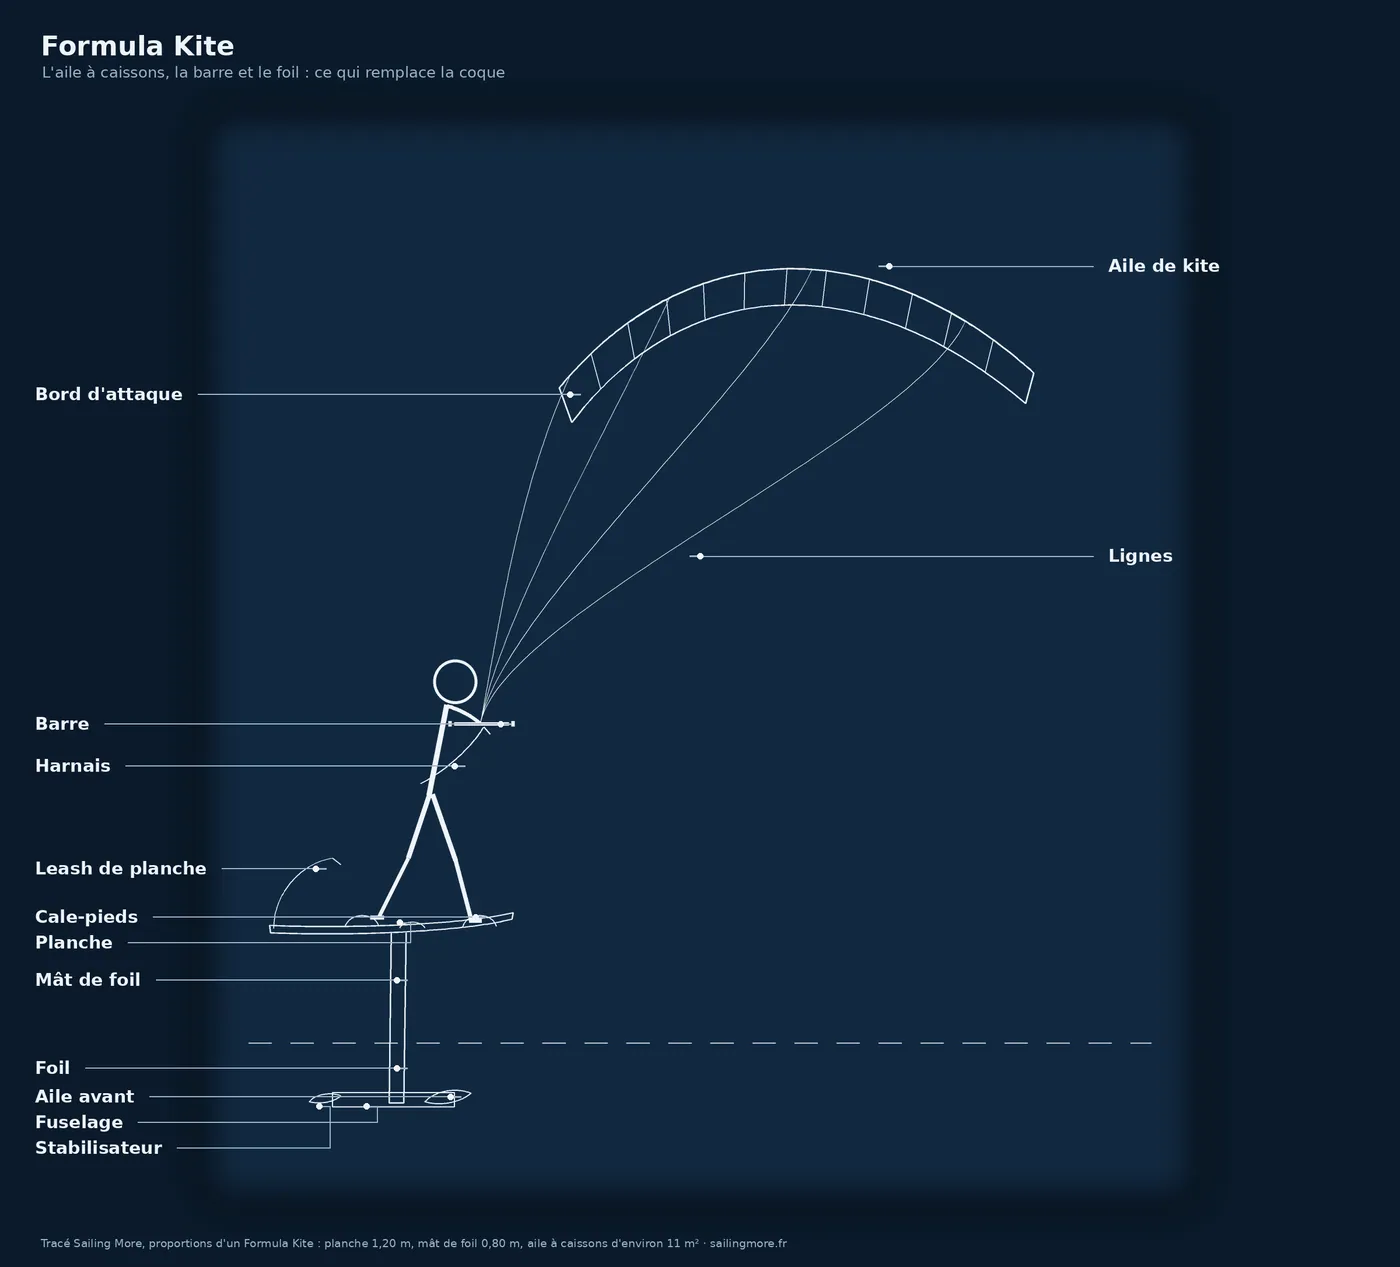 Formula Kite
L'aile à caissons, la barre et le foil : ce qui remplace la coque
Aile de kite
Bord d'attaque
Lignes
Barre
Harnais
Leash de planche
Cale-pieds
Planche
Mât de foil
Foil
Aile avant
Fuselage
Stabilisateur
Tracé Sailing More, proportions d'un Formula Kite : planche 1,20 m, mât de foil 0,80 m, aile à caissons d'environ 11 m² · sailingmore.fr